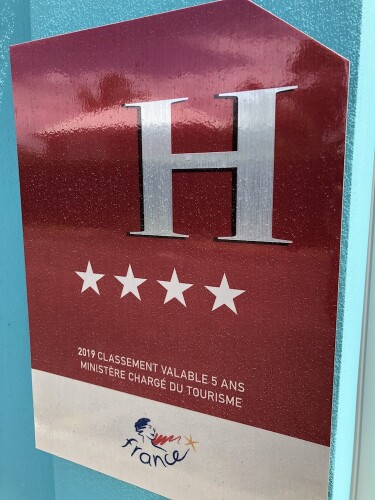 H
2019 CLASSEMENT VALABLE 5 ANS
MINISTÈRE CHARGÉ DU TOURISME
france